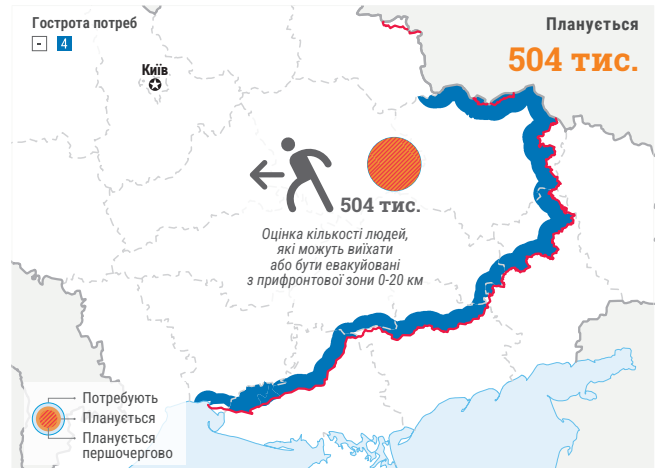 Гострота потреб
- 4
Планується
504 тис.
Київ
504 тис.
Оцінка кількості людей,
які можуть виїхати
або бути евакуйовані
з прифронтової зони 0-20 км
Потребують
Планується
Планується
першочергово